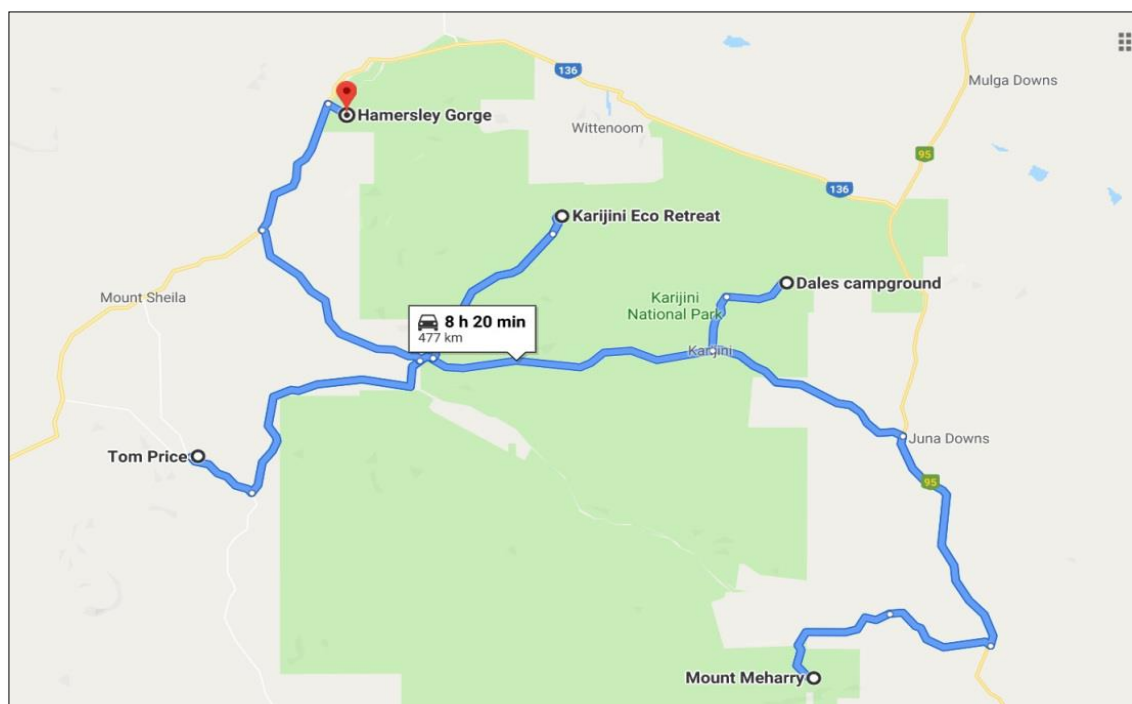 136
Mulga Downs
Hamersley Gorge
Wittenoom
95
136
Karijini Eco Retreat
Dales campground
Mount Sheila
Karijini
National Park
8 h 20 min
477 km
Karijini
Juna Downs
Tom Price
95
Mount Meharry